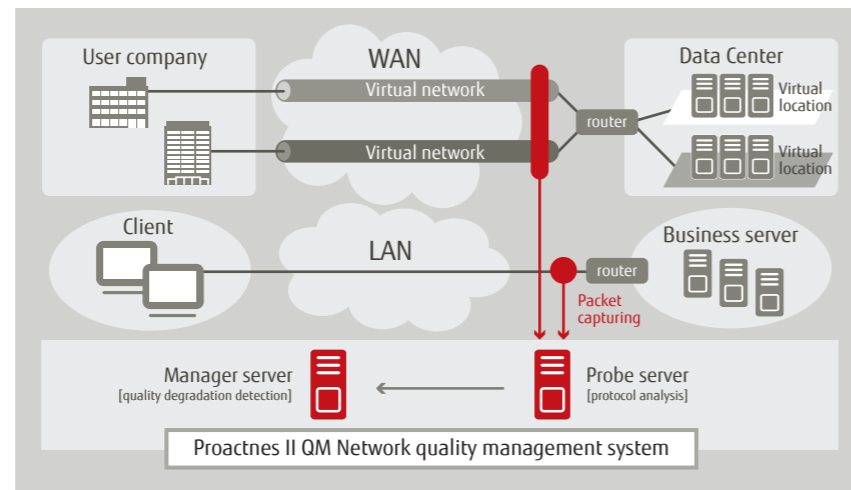 User company
WAN
Data Center
Virtual network
Virtual
location
router
Virtual network
Virtual
location
Client
LAN
Business server
router
Packet
capturing
Manager server
[quality degradation detection]
Probe server
[protocol analysis]
Proactnes II QM Network quality management system